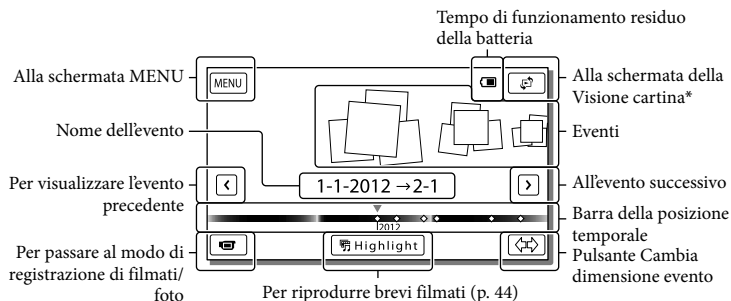 Tempo di funzionamento residuo
della batteria
Alla schermata MENU
MENU
Alla schermata della
Visione cartina*
Nome dell'evento
Eventi
Per visualizzare l'evento
precedente
1-1-2012 →2-1
All'evento successivo
2012
Barra della posizione
temporale
Per passare al modo di
registrazione di filmati/
foto
Highlight
Pulsante Cambia
dimensione evento
Per riprodurre brevi filmati (p. 44)